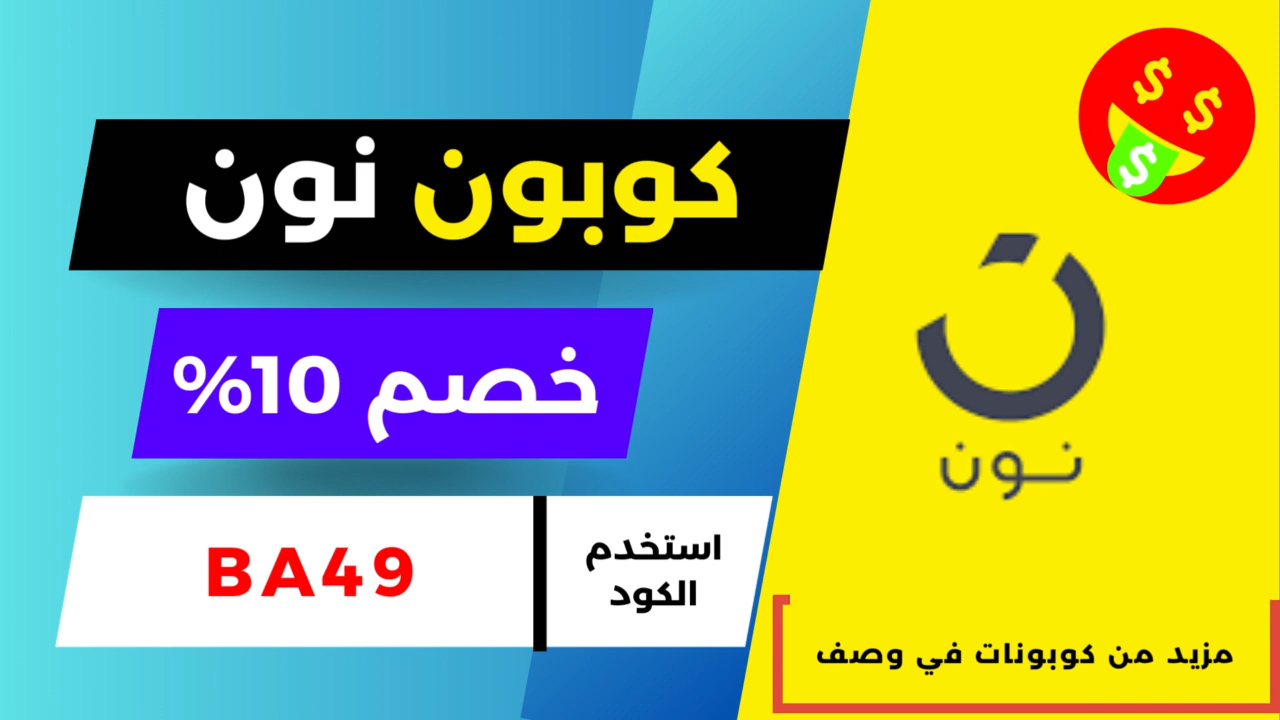 كوبون نون
خصم 10%
استخدم
الكود
BA49
نون
مزيد من كوبونات في وصف